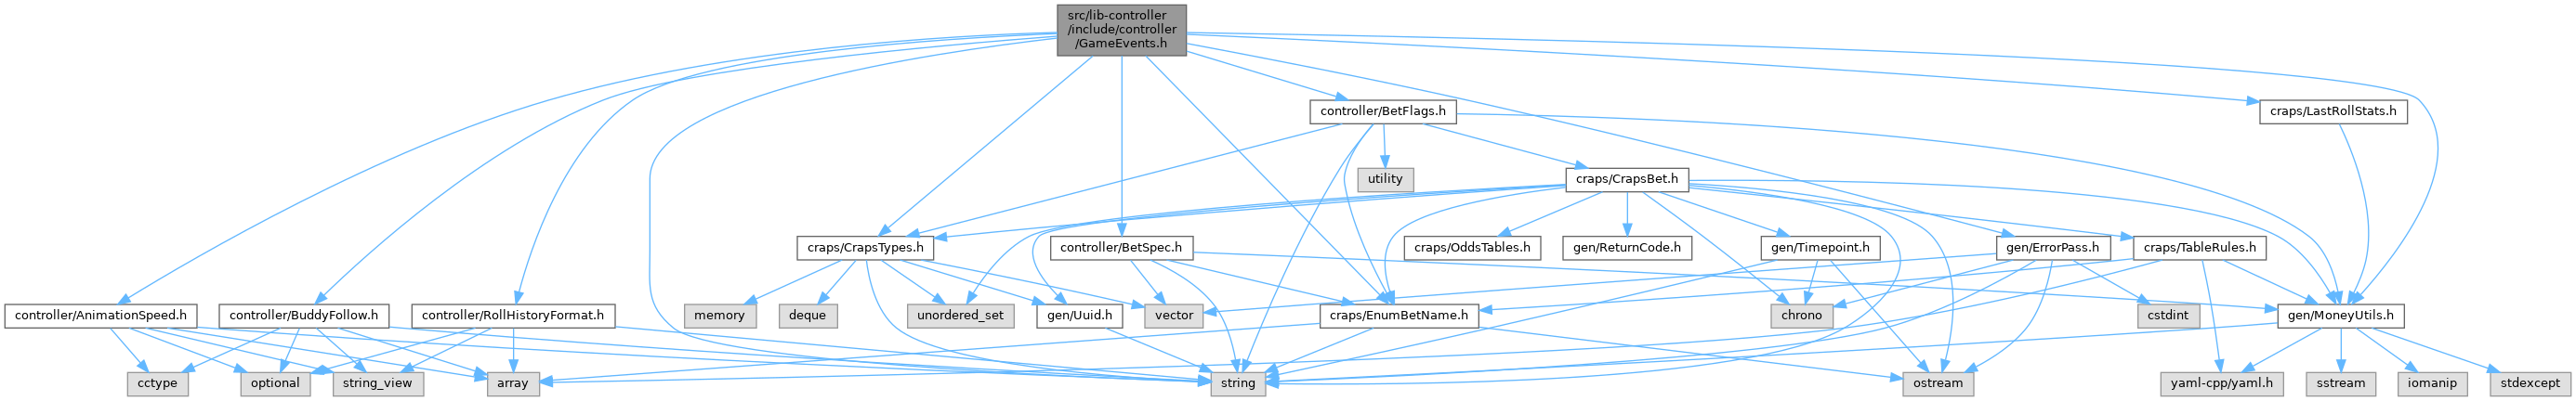 src/lib-controller
/include/controller
/GameEvents.h
controller/BetFlags.h
craps/LastRollStats.h
utility
craps/CrapsBet.h
craps/CrapsTypes.h
controller/BetSpec.h
craps/OddsTables.h
gen/ReturnCode.h
gen/Timepoint.h
gen/ErrorPass.h
craps/TableRules.h
controller/AnimationSpeed.h
controller/BuddyFollow.h
controller/RollHistoryFormat.h
memory
deque
unordered_set
gen/Uuid.h
vector
craps/EnumBetName.h
chrono
cstdint
gen/MoneyUtils.h
cctype
optional
string_view
array
string
ostream
yaml-cpp/yaml.h
sstream
iomanip
stdexcept